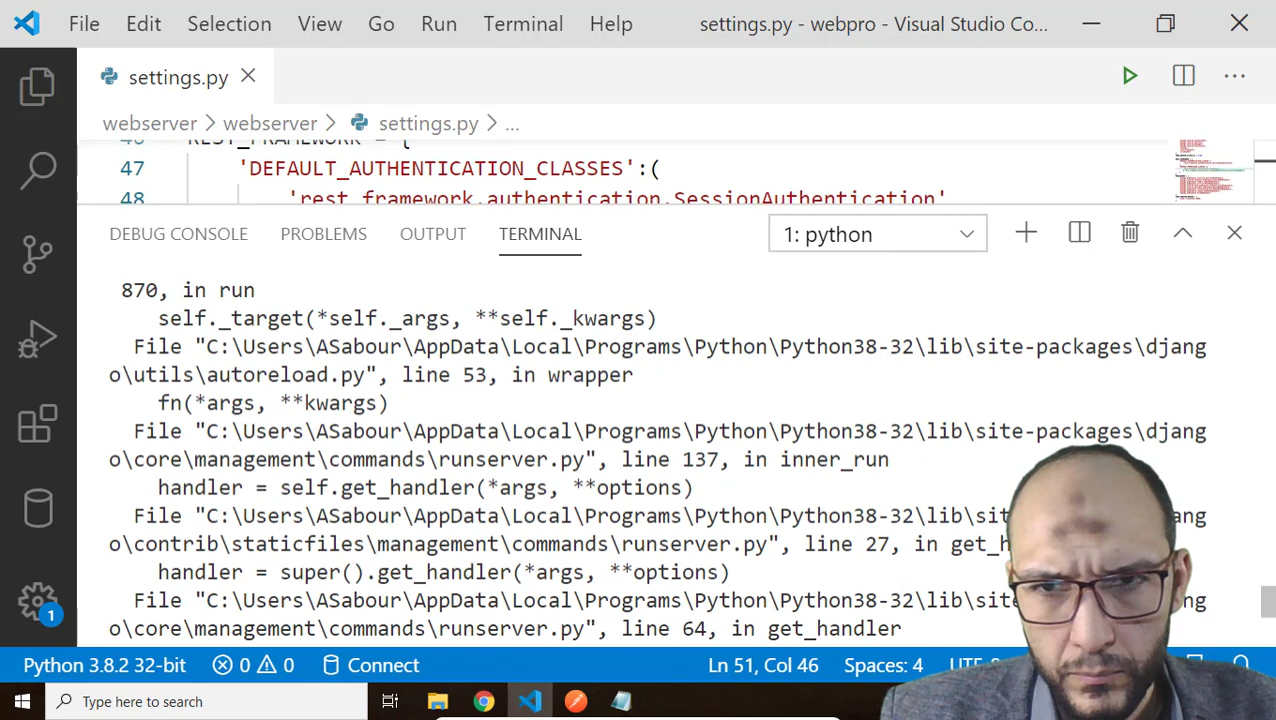 File Edit Selection View Go Run Terminal Help settings.py - webpro - Visual Studio Co...
settings.py
webserver > webserver > settings.py > ...
46 REST_FRAMEWORK = {
47 'DEFAULT_AUTHENTICATION_CLASSES':(
48 'rest_framework.authentication.SessionAuthentication'
DEBUG CONSOLE PROBLEMS OUTPUT TERMINAL 1: python
870, in run
self._target(*self._args, **self._kwargs)
File "C:\Users\ASabour\AppData\Local\Programs\Python\Python38-32\lib\site-packages\djang
o\utils\autoreload.py", line 53, in wrapper
fn(*args, **kwargs)
File "C:\Users\ASabour\AppData\Local\Programs\Python\Python38-32\lib\site-packages\djang
o\core\management\commands\runserver.py", line 137, in inner_run
handler = self.get_handler(*args, **options)
File "C:\Users\ASabour\AppData\Local\Programs\Python\Python38-32\lib\sit ango
o\contrib\staticfiles\management\commands\runserver.py", line 27, in get_h
handler = super().get_handler(*args, **options)
File "C:\Users\ASabour\AppData\Local\Programs\Python\Python38-32\lib\site ang
o\core\management\commands\runserver.py", line 64, in get_handler
1
Python 3.8.2 32-bit 0 0 Connect Ln 51, Col 46 Spaces: 4
Type here to search